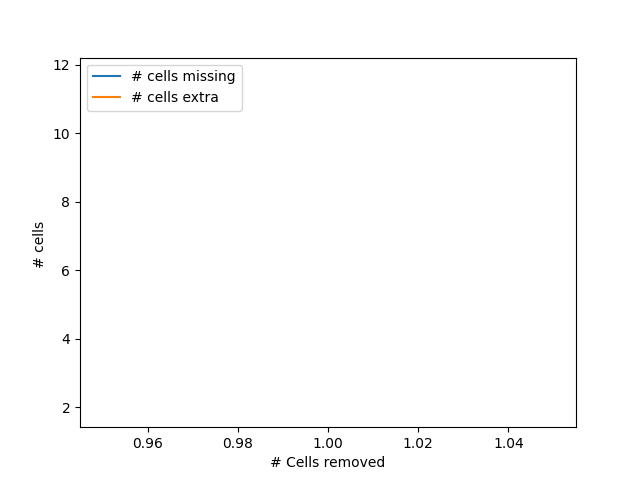 # cells missing
# cells extra
12
10
8
6
4
2
# cells
0.96 0.98 1.00 1.02 1.04
# Cells removed